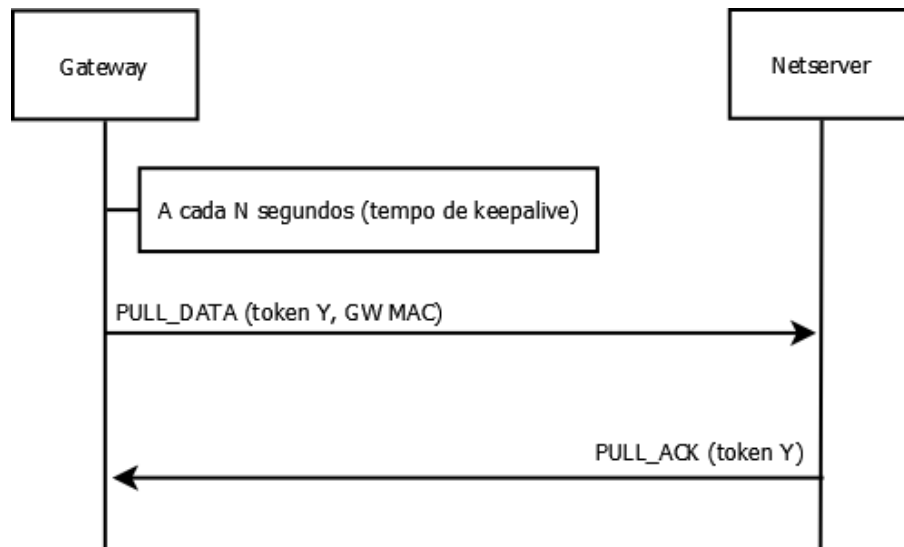 Gateway
Netserver
A cada N segundos (tempo de keepalive)
PULL_DATA (token Y, GW MAC)
PULL_ACK (token Y)